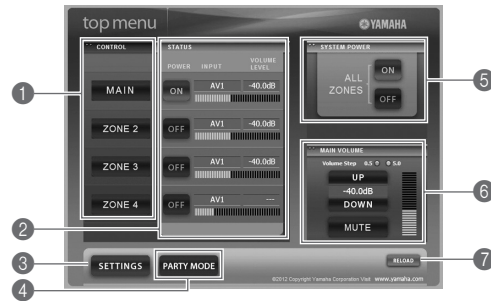 top menu
YAMAHA
CONTROL
MAIN
ZONE 2
ZONE 3
ZONE 4
STATUS
POWER INPUT VOLUME LEVEL
ON AV1 -40.0dB
OFF AV1 -40.0dB
OFF AV1 -40.0dB
OFF AV1 ---
SYSTEM POWER
ALL ZONES
ON
OFF
MAIN VOLUME
Volume Step 0.5 5.0
UP
-40.0dB
DOWN
MUTE
SETTINGS
PARTY MODE
RELOAD
©2012 Copyright Yamaha Corporation Visit www.yamaha.com
1
2
3
4
5
6
7